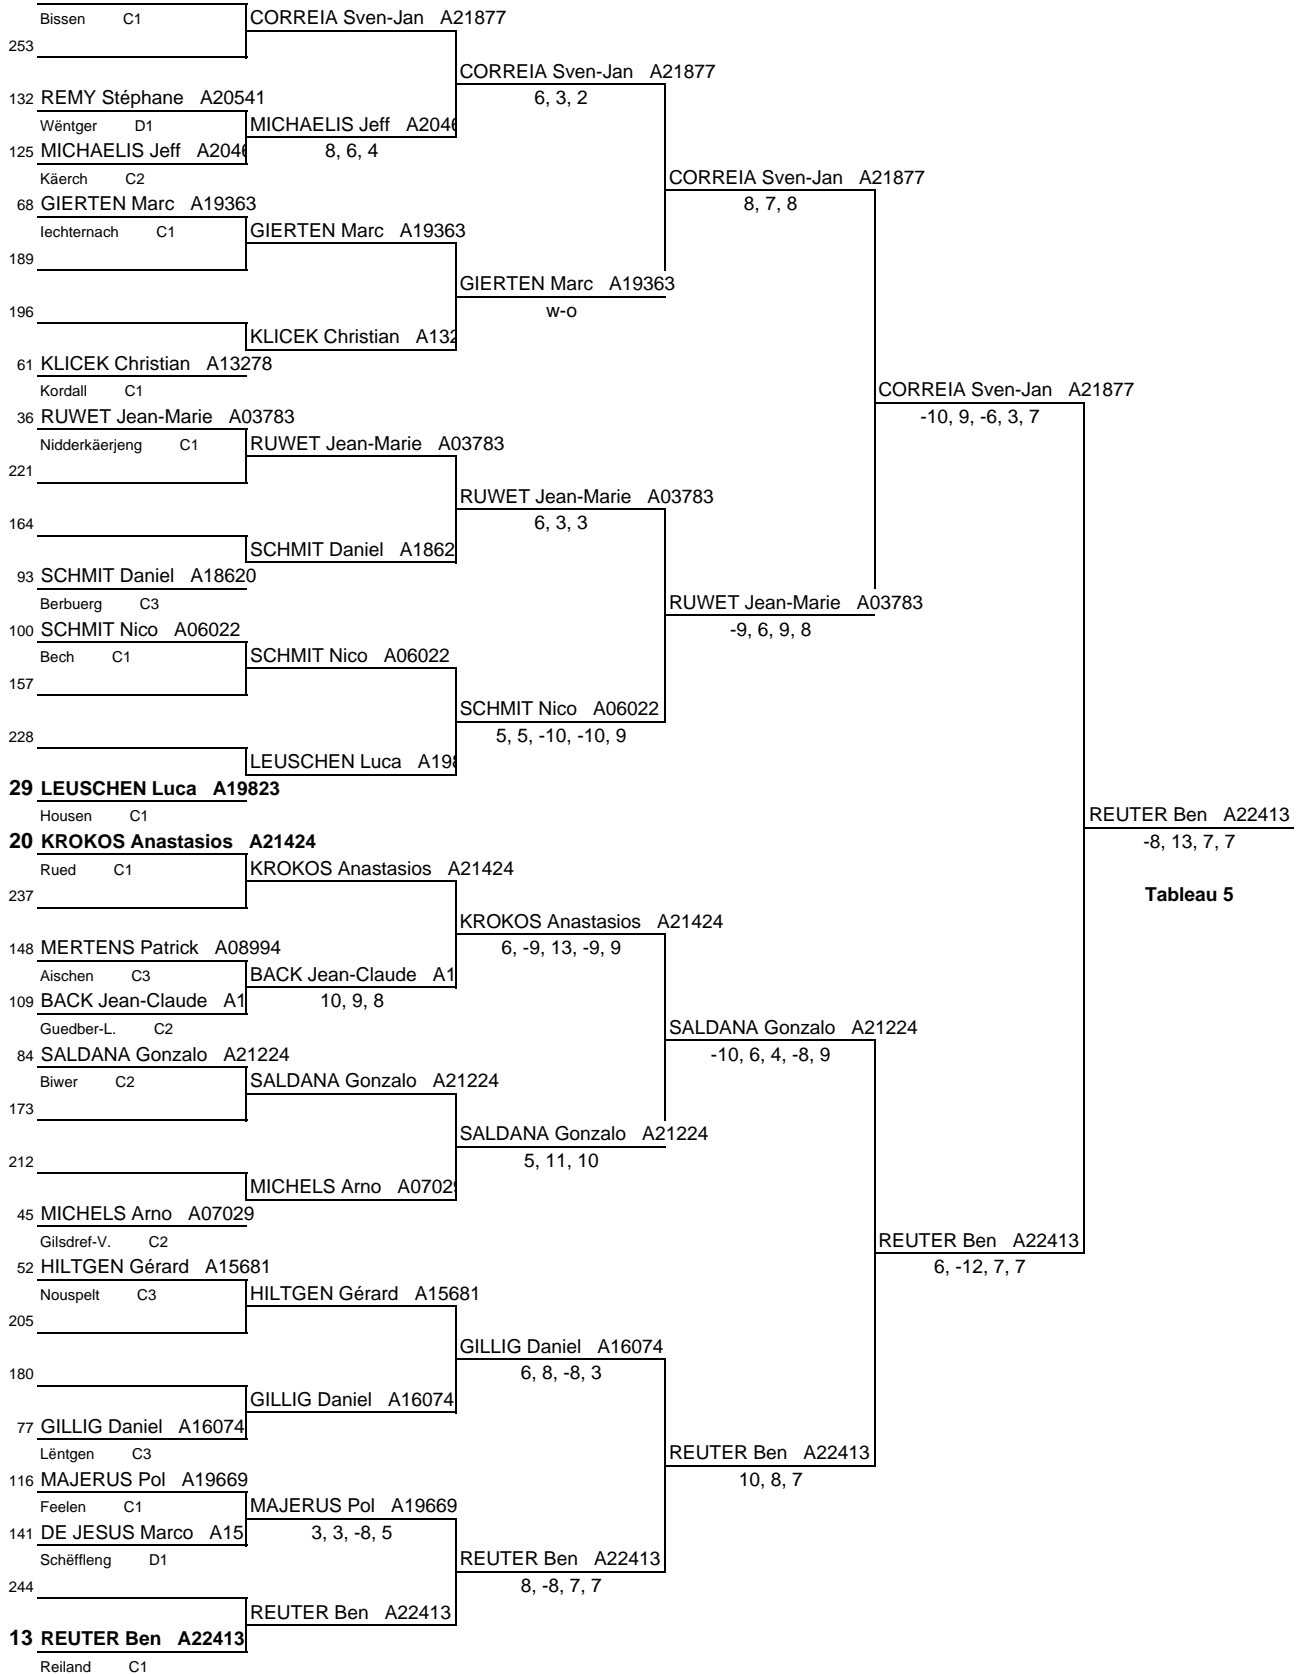 Bissen C1
CORREIA Sven-Jan A21877
253
CORREIA Sven-Jan A21877
6, 3, 2
132 REMY Stéphane A20541
Wëntger D1
MICHAELIS Jeff A2046
125 MICHAELIS Jeff A2046
8, 6, 4
Käerch C2
CORREIA Sven-Jan A21877
8, 7, 8
68 GIERTEN Marc A19363
Iechternach C1
GIERTEN Marc A19363
189
GIERTEN Marc A19363
w-o
196
KLICEK Christian A132
61 KLICEK Christian A13278
Kordall C1
CORREIA Sven-Jan A21877
-10, 9, -6, 3, 7
36 RUWET Jean-Marie A03783
Nidderkäerjeng C1
RUWET Jean-Marie A03783
221
RUWET Jean-Marie A03783
6, 3, 3
164
SCHMIT Daniel A1862
93 SCHMIT Daniel A18620
Berbuerg C3
RUWET Jean-Marie A03783
-9, 6, 9, 8
100 SCHMIT Nico A06022
Bech C1
SCHMIT Nico A06022
157
SCHMIT Nico A06022
5, 5, -10, -10, 9
228
LEUSCHEN Luca A198
29 LEUSCHEN Luca A19823
Housen C1
REUTER Ben A22413
-8, 13, 7, 7
Tableau 5
20 KROKOS Anastasios A21424
Rued C1
KROKOS Anastasios A21424
237
KROKOS Anastasios A21424
6, -9, 13, -9, 9
148 MERTENS Patrick A08994
Aischen C3
BACK Jean-Claude A1
109 BACK Jean-Claude A1
10, 9, 8
Guedber-L. C2
SALDANA Gonzalo A21224
-10, 6, 4, -8, 9
84 SALDANA Gonzalo A21224
Biwer C2
SALDANA Gonzalo A21224
173
SALDANA Gonzalo A21224
5, 11, 10
212
MICHELS Arno A07029
45 MICHELS Arno A07029
Gilsdref-V. C2
REUTER Ben A22413
6, -12, 7, 7
52 HILTGEN Gérard A15681
Nouspelt C3
HILTGEN Gérard A15681
205
GILLIG Daniel A16074
6, 8, -8, 3
180
GILLIG Daniel A16074
77 GILLIG Daniel A16074
Lëntgen C3
REUTER Ben A22413
10, 8, 7
116 MAJERUS Pol A19669
Feelen C1
MAJERUS Pol A19669
141 DE JESUS Marco A15
3, 3, -8, 5
Schëffleng D1
REUTER Ben A22413
8, -8, 7, 7
244
REUTER Ben A22413
13 REUTER Ben A22413
Reiland C1